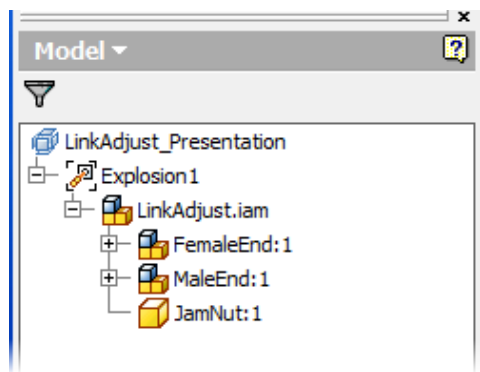 Model
LinkAdjust_Presentation
Explosion1
LinkAdjust.iam
FemaleEnd:1
MaleEnd:1
JamNut:1